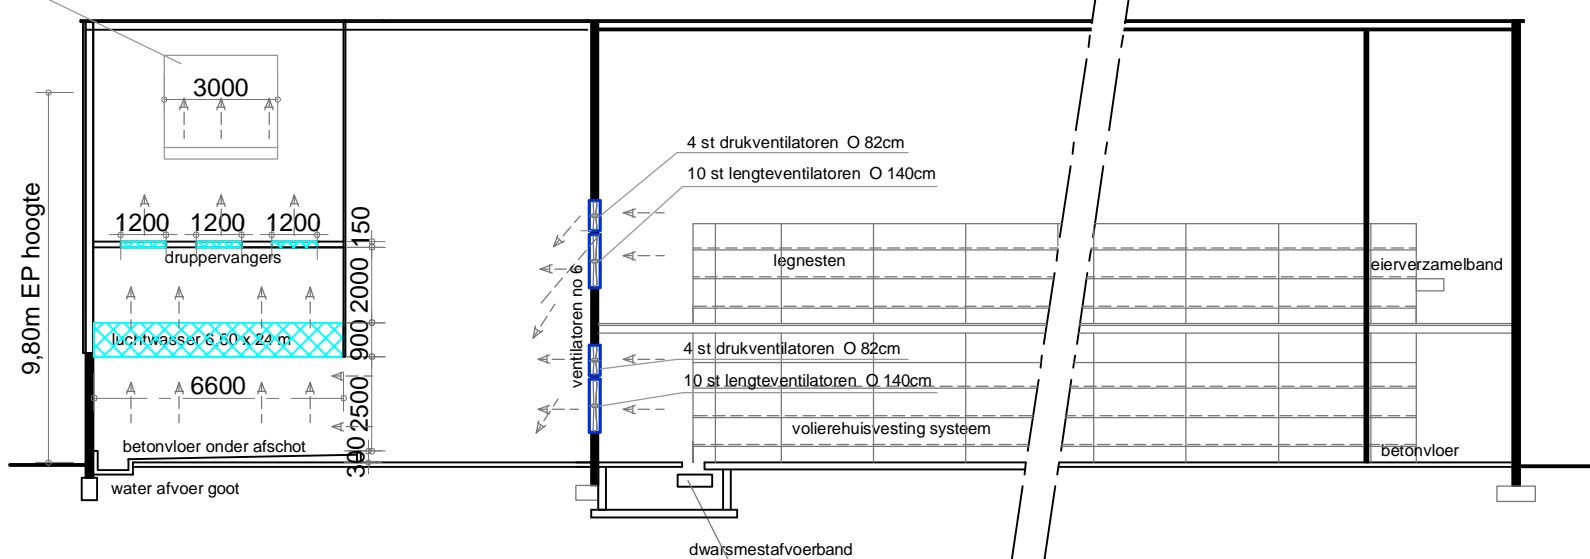 3000
4 st drukventilatoren O 82cm
10 st lengteventilatoren O 140cm
9,80m EP hoogte
1200 1200 1200
150
druppervangers
legnesten
eierverzamelband
2000
ventilatoren no 6
luchtwasser 6,60 x 24 m
900
4 st drukventilatoren O 82cm
10 st lengteventilatoren O 140cm
6600
2500
volierehuisvesting systeem
betonvloer onder afschot
300
betonvloer
water afvoer goot
dwarsmestafvoerband